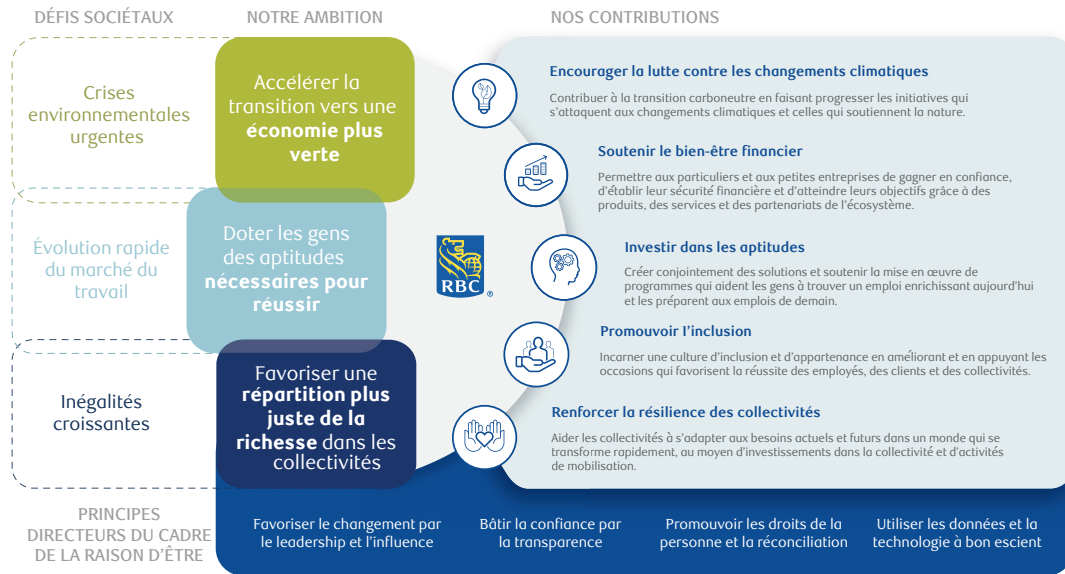 DÉFIS SOCIÉTAUX
NOTRE AMBITION
NOS CONTRIBUTIONS
Crises
environnementales
urgentes
Accélérer la
transition vers une
économie plus
verte
Évolution rapide
du marché du
travail
Doter les gens
des aptitudes
nécessaires pour
réussir
Inégalités
croissantes
Favoriser une
répartition plus
juste de la
richesse dans les
collectivités
RBC
®
Encourager la lutte contre les changements climatiques
Contribuer à la transition carboneutre en faisant progresser les initiatives qui
s'attaquent aux changements climatiques et celles qui soutiennent la nature.
Soutenir le bien-être financier
Permettre aux particuliers et aux petites entreprises de gagner en confiance,
d'établir leur sécurité financière et d'atteindre leurs objectifs grâce à des
produits, des services et des partenariats de l'écosystème.
Investir dans les aptitudes
Créer conjointement des solutions et soutenir la mise en œuvre de
programmes qui aident les gens à trouver un emploi enrichissant aujourd'hui
et les préparent aux emplois de demain.
Promouvoir l'inclusion
Incarner une culture d'inclusion et d'appartenance en améliorant et en appuyant les
occasions qui favorisent la réussite des employés, des clients et des collectivités.
Renforcer la résilience des collectivités
Aider les collectivités à s'adapter aux besoins actuels et futurs dans un monde qui se
transforme rapidement, au moyen d'investissements dans la collectivité et d'activités
de mobilisation.
PRINCIPES
DIRECTEURS DU CADRE
DE LA RAISON D'ÊTRE
Favoriser le changement par
le leadership et l'influence
Bâtir la confiance par
la transparence
Promouvoir les droits de la
personne et la réconciliation
Utiliser les données et la
technologie à bon escient